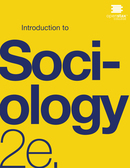 Introduction to
Soci-
ology
2e.